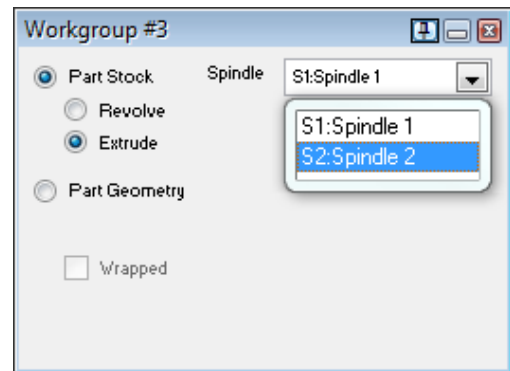 Workgroup #3
Part Stock Spindle S1:Spindle 1
Revolve
S1:Spindle 1
Extrude
S2:Spindle 2
Part Geometry
Wrapped